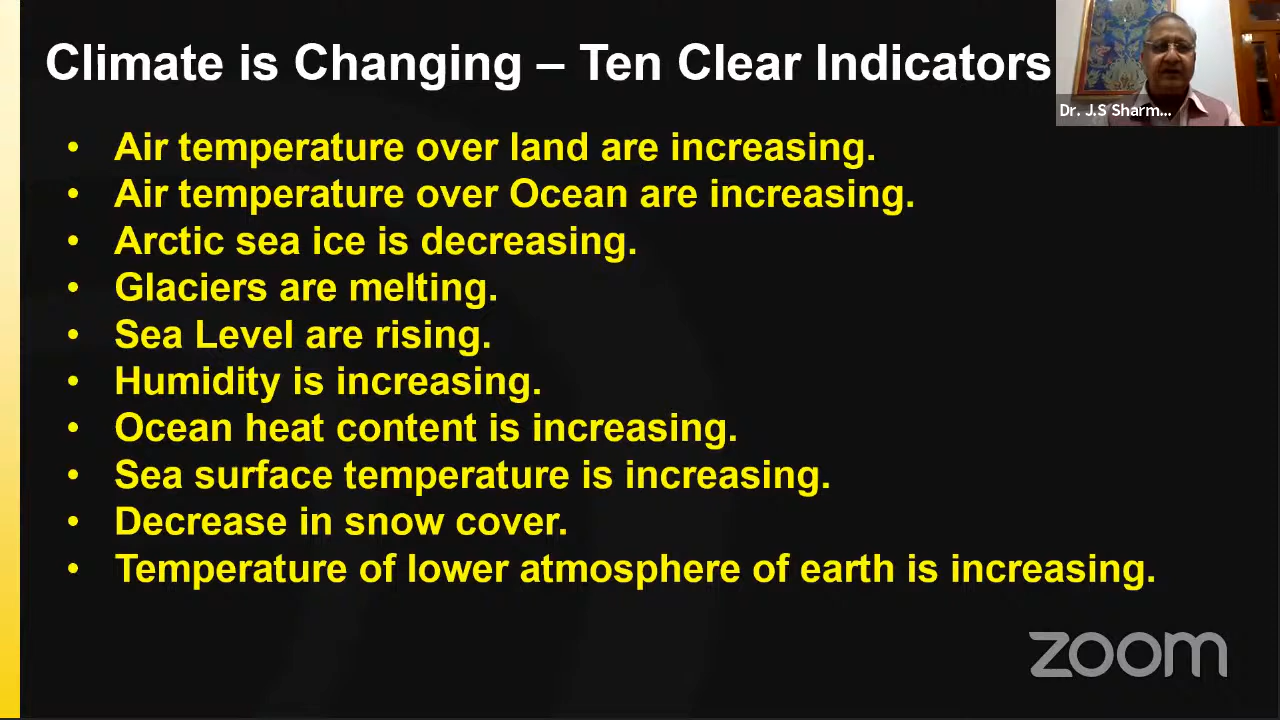 Climate is Changing – Ten Clear Indicators
Dr. J.S Sharm...
• Air temperature over land are increasing.
• Air temperature over Ocean are increasing.
• Arctic sea ice is decreasing.
• Glaciers are melting.
• Sea Level are rising.
• Humidity is increasing.
• Ocean heat content is increasing.
• Sea surface temperature is increasing.
• Decrease in snow cover.
• Temperature of lower atmosphere of earth is increasing.
zoom